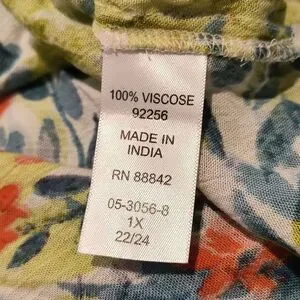 100% VISCOSE
92256
MADE IN
INDIA
RN 88842
05-3056-8
1X
22/24